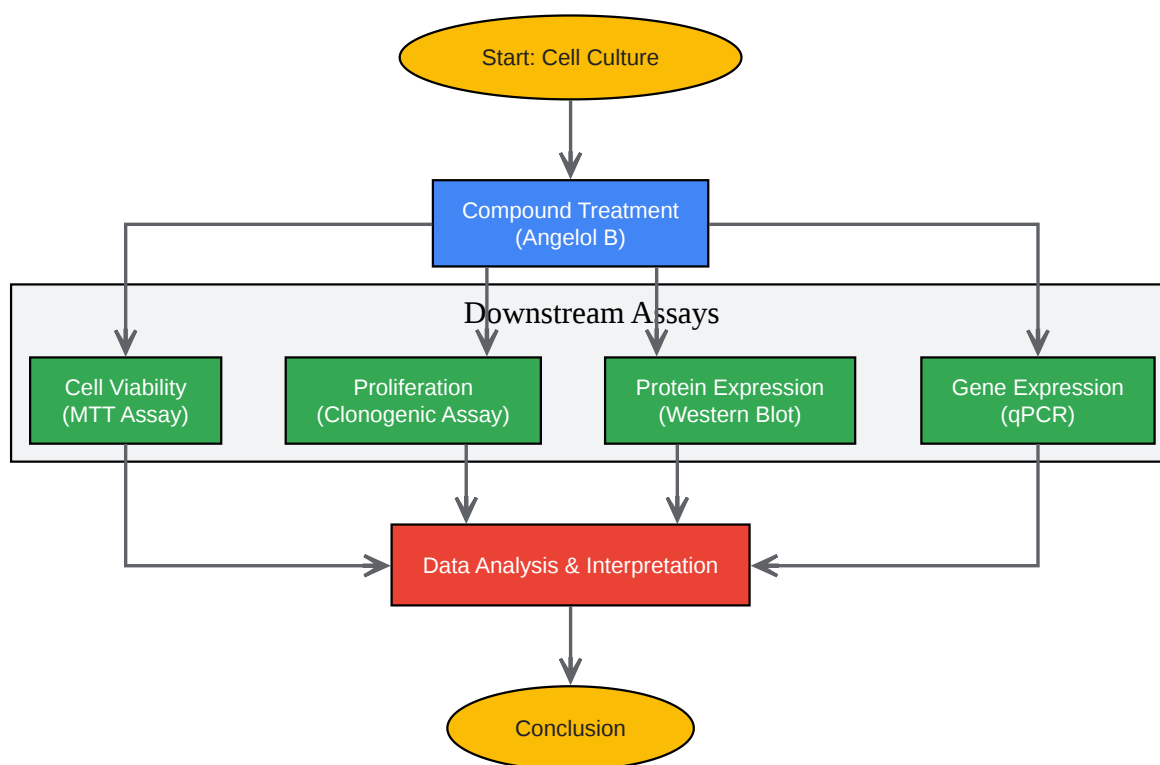 Start: Cell Culture
Compound Treatment
(Angelol B)
Downstream Assays
Cell Viability
(MTT Assay)
Proliferation
(Clonogenic Assay)
Protein Expression
(Western Blot)
Gene Expression
(qPCR)
Data Analysis & Interpretation
Conclusion